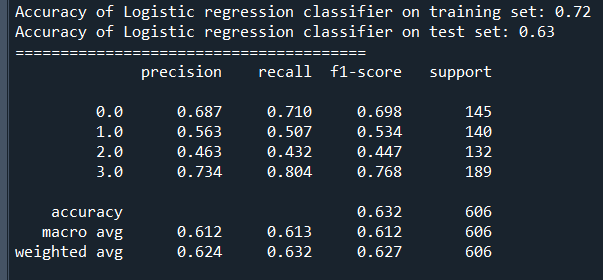 Accuracy of Logistic regression classifier on training set: 0.72
Accuracy of Logistic regression classifier on test set: 0.63
=======================================
precision recall f1-score support
0.0 0.687 0.710 0.698 145
1.0 0.563 0.507 0.534 140
2.0 0.463 0.432 0.447 132
3.0 0.734 0.804 0.768 189
accuracy 0.632 606
macro avg 0.612 0.613 0.612 606
weighted avg 0.624 0.632 0.627 606